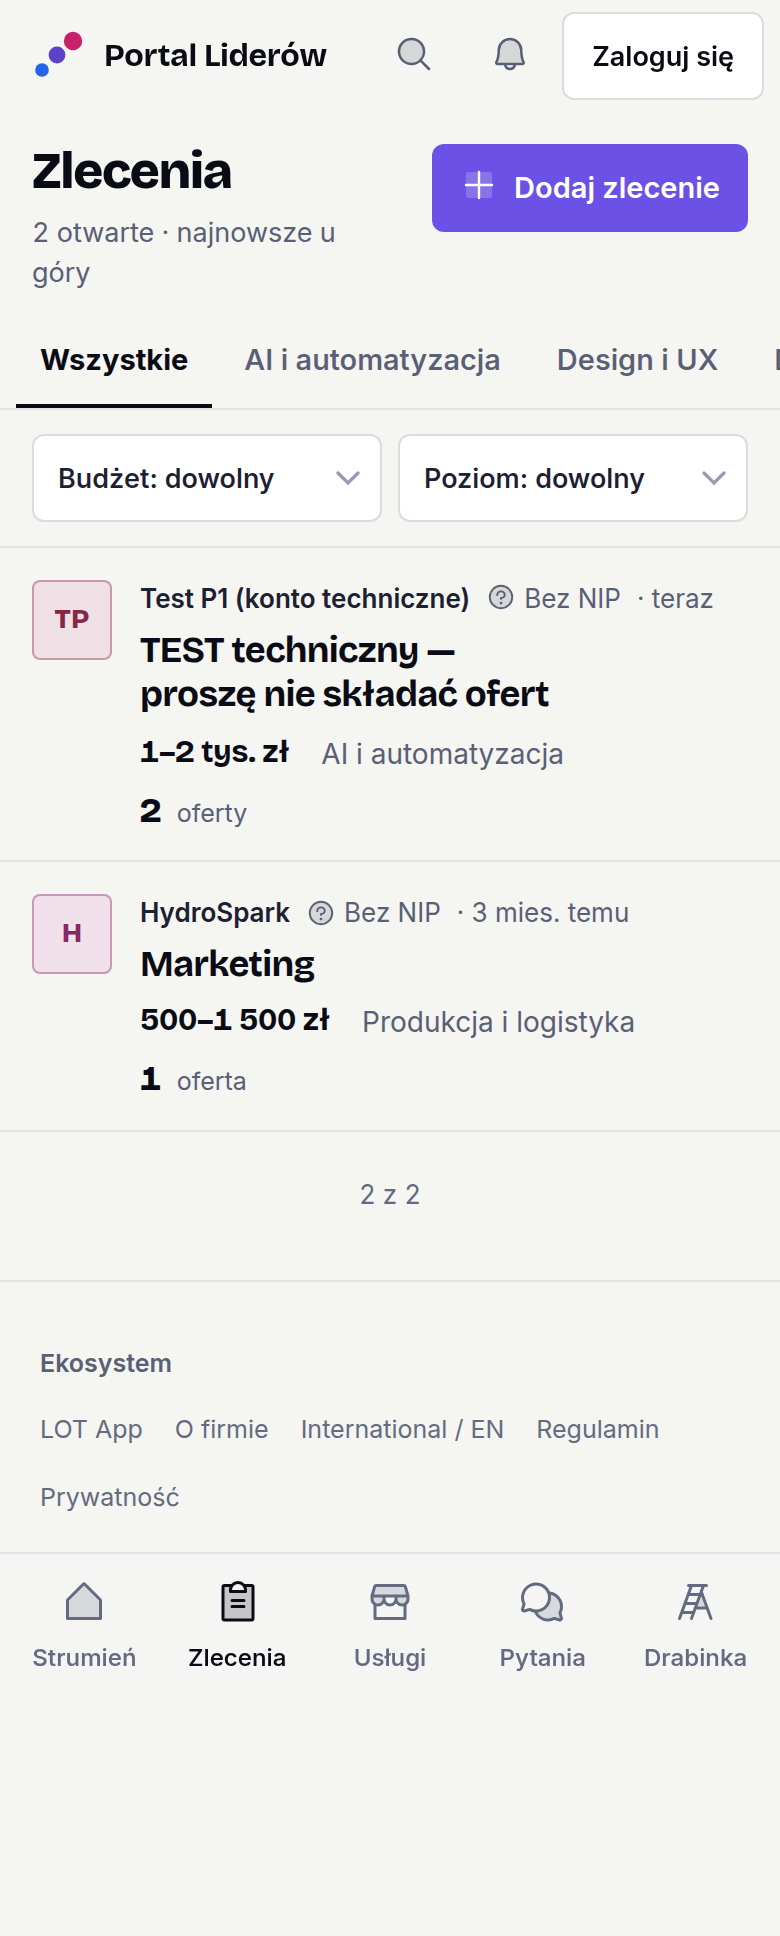 Portal Liderów
Zaloguj się
Zlecenia
Dodaj zlecenie
2 otwarte · najnowsze u
góry
Wszystkie
AI i automatyzacja
Design i UX
Budżet: dowolny
Poziom: dowolny
TP
Test P1 (konto techniczne) Bez NIP · teraz
TEST techniczny —
proszę nie składać ofert
1–2 tys. zł AI i automatyzacja
2 oferty
H
HydroSpark Bez NIP · 3 mies. temu
Marketing
500–1 500 zł Produkcja i logistyka
1 oferta
2 z 2
Ekosystem
LOT App O firmie International / EN Regulamin
Prywatność
Strumień Zlecenia Usługi Pytania Drabinka